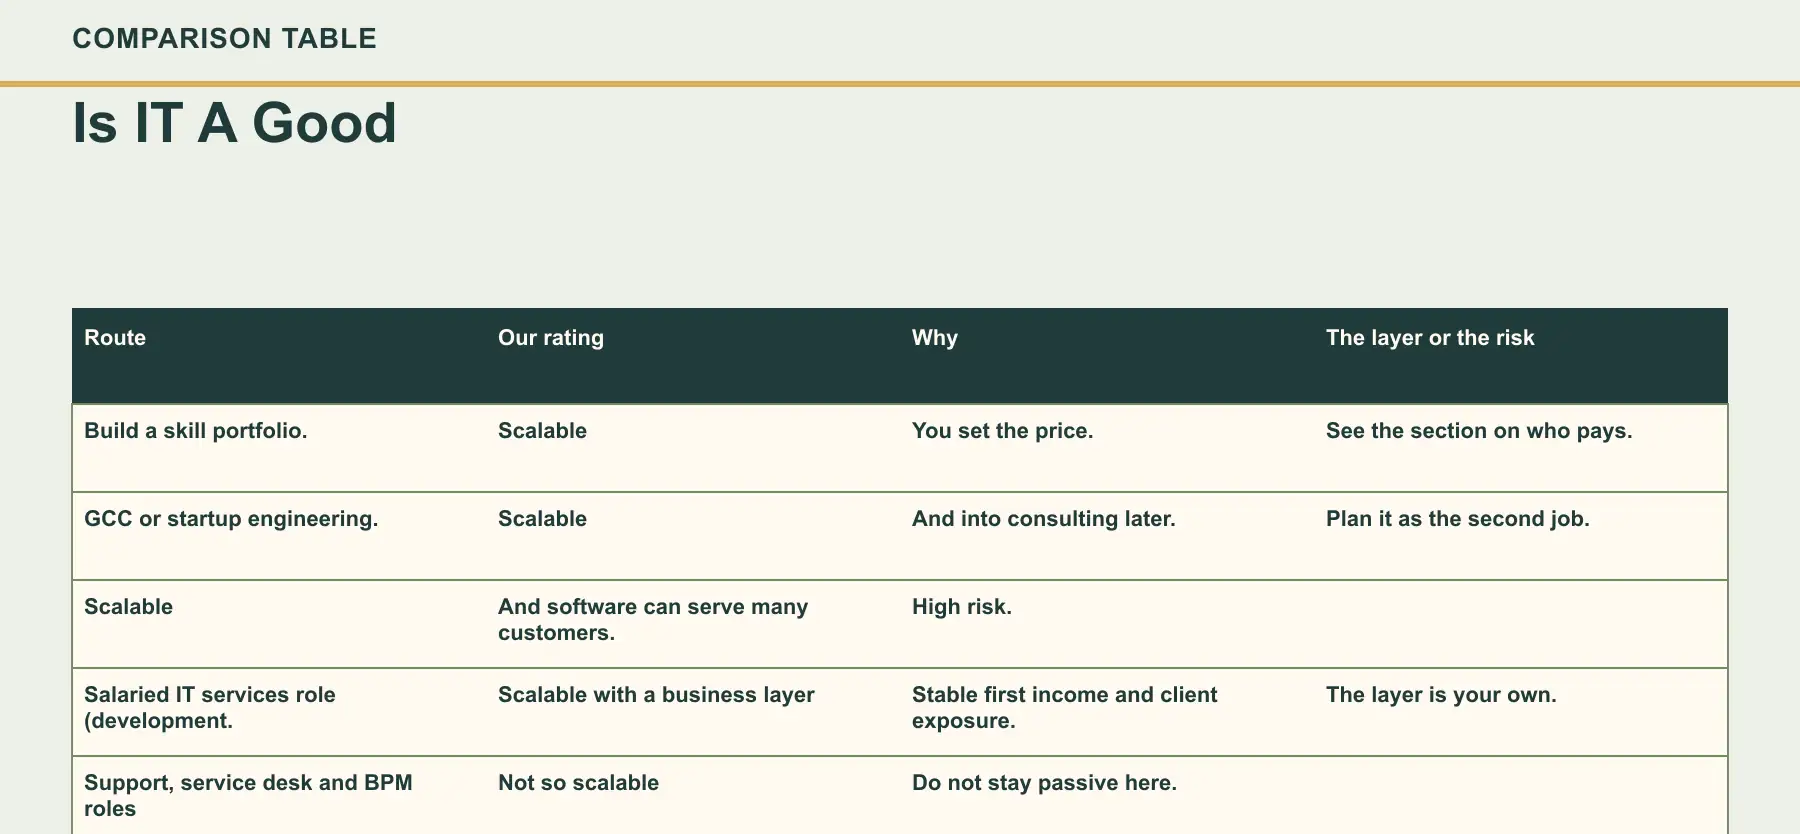 COMPARISON TABLE
Is IT A Good
Route Our rating Why The layer or the risk
Build a skill portfolio. Scalable You set the price. See the section on who pays.
GCC or startup engineering. Scalable And into consulting later. Plan it as the second job.
Scalable And software can serve many High risk.
customers.
Salaried IT services role Scalable with a business layer Stable first income and client The layer is your own.
(development. exposure.
Support, service desk and BPM Not so scalable Do not stay passive here.
roles